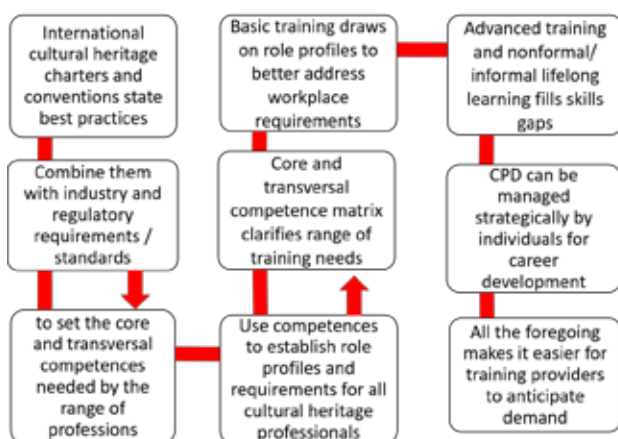 International
cultural heritage
charters and
conventions state
best practices
Combine them
with industry and
regulatory
requirements /
standards
to set the core
and transversal
competences
needed by the
range of
professions
Use competences
to establish role
profiles and
requirements for all
cultural heritage
professionals
Core and
transversal
competence matrix
clarifies range of
training needs
Basic training draws
on role profiles to
better address
workplace
requirements
Advanced training
and nonformal/
informal lifelong
learning fills skills
gaps
CPD can be
managed
strategically by
individuals for
career
development
All the foregoing
makes it easier for
training providers
to anticipate
demand